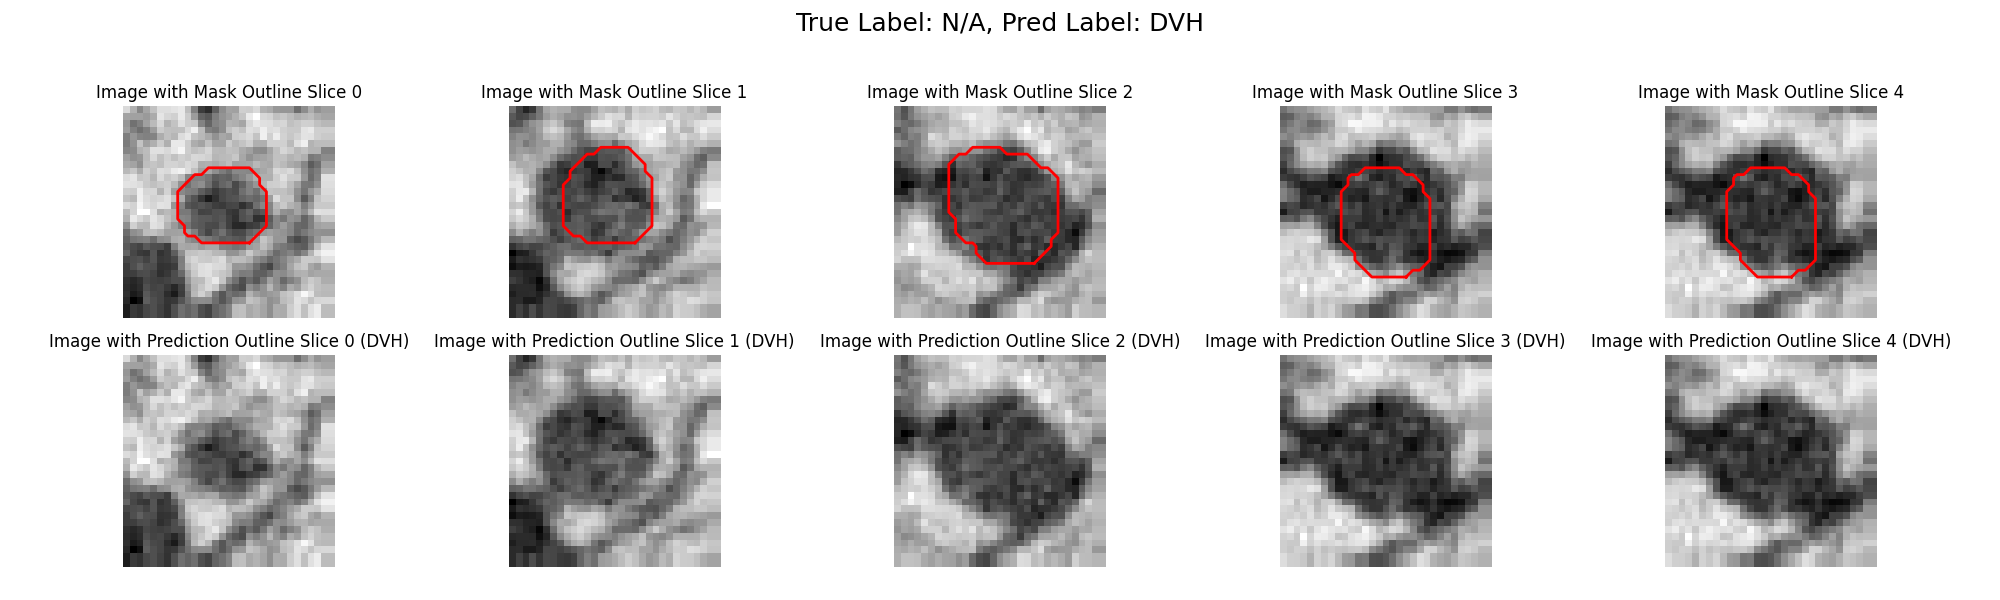 True Label: N/A, Pred Label: DVH
Image with Mask Outline Slice 0
Image with Mask Outline Slice 1
Image with Mask Outline Slice 2
Image with Mask Outline Slice 3
Image with Mask Outline Slice 4
Image with Prediction Outline Slice 0 (DVH)
Image with Prediction Outline Slice 1 (DVH)
Image with Prediction Outline Slice 2 (DVH)
Image with Prediction Outline Slice 3 (DVH)
Image with Prediction Outline Slice 4 (DVH)